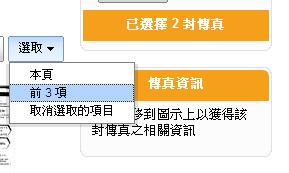 已選擇 2 封傳真
選取
本頁
前 3 項
取消選取的項目
傳真資訊
移到圖示上以獲得該
封傳真之相關資訊